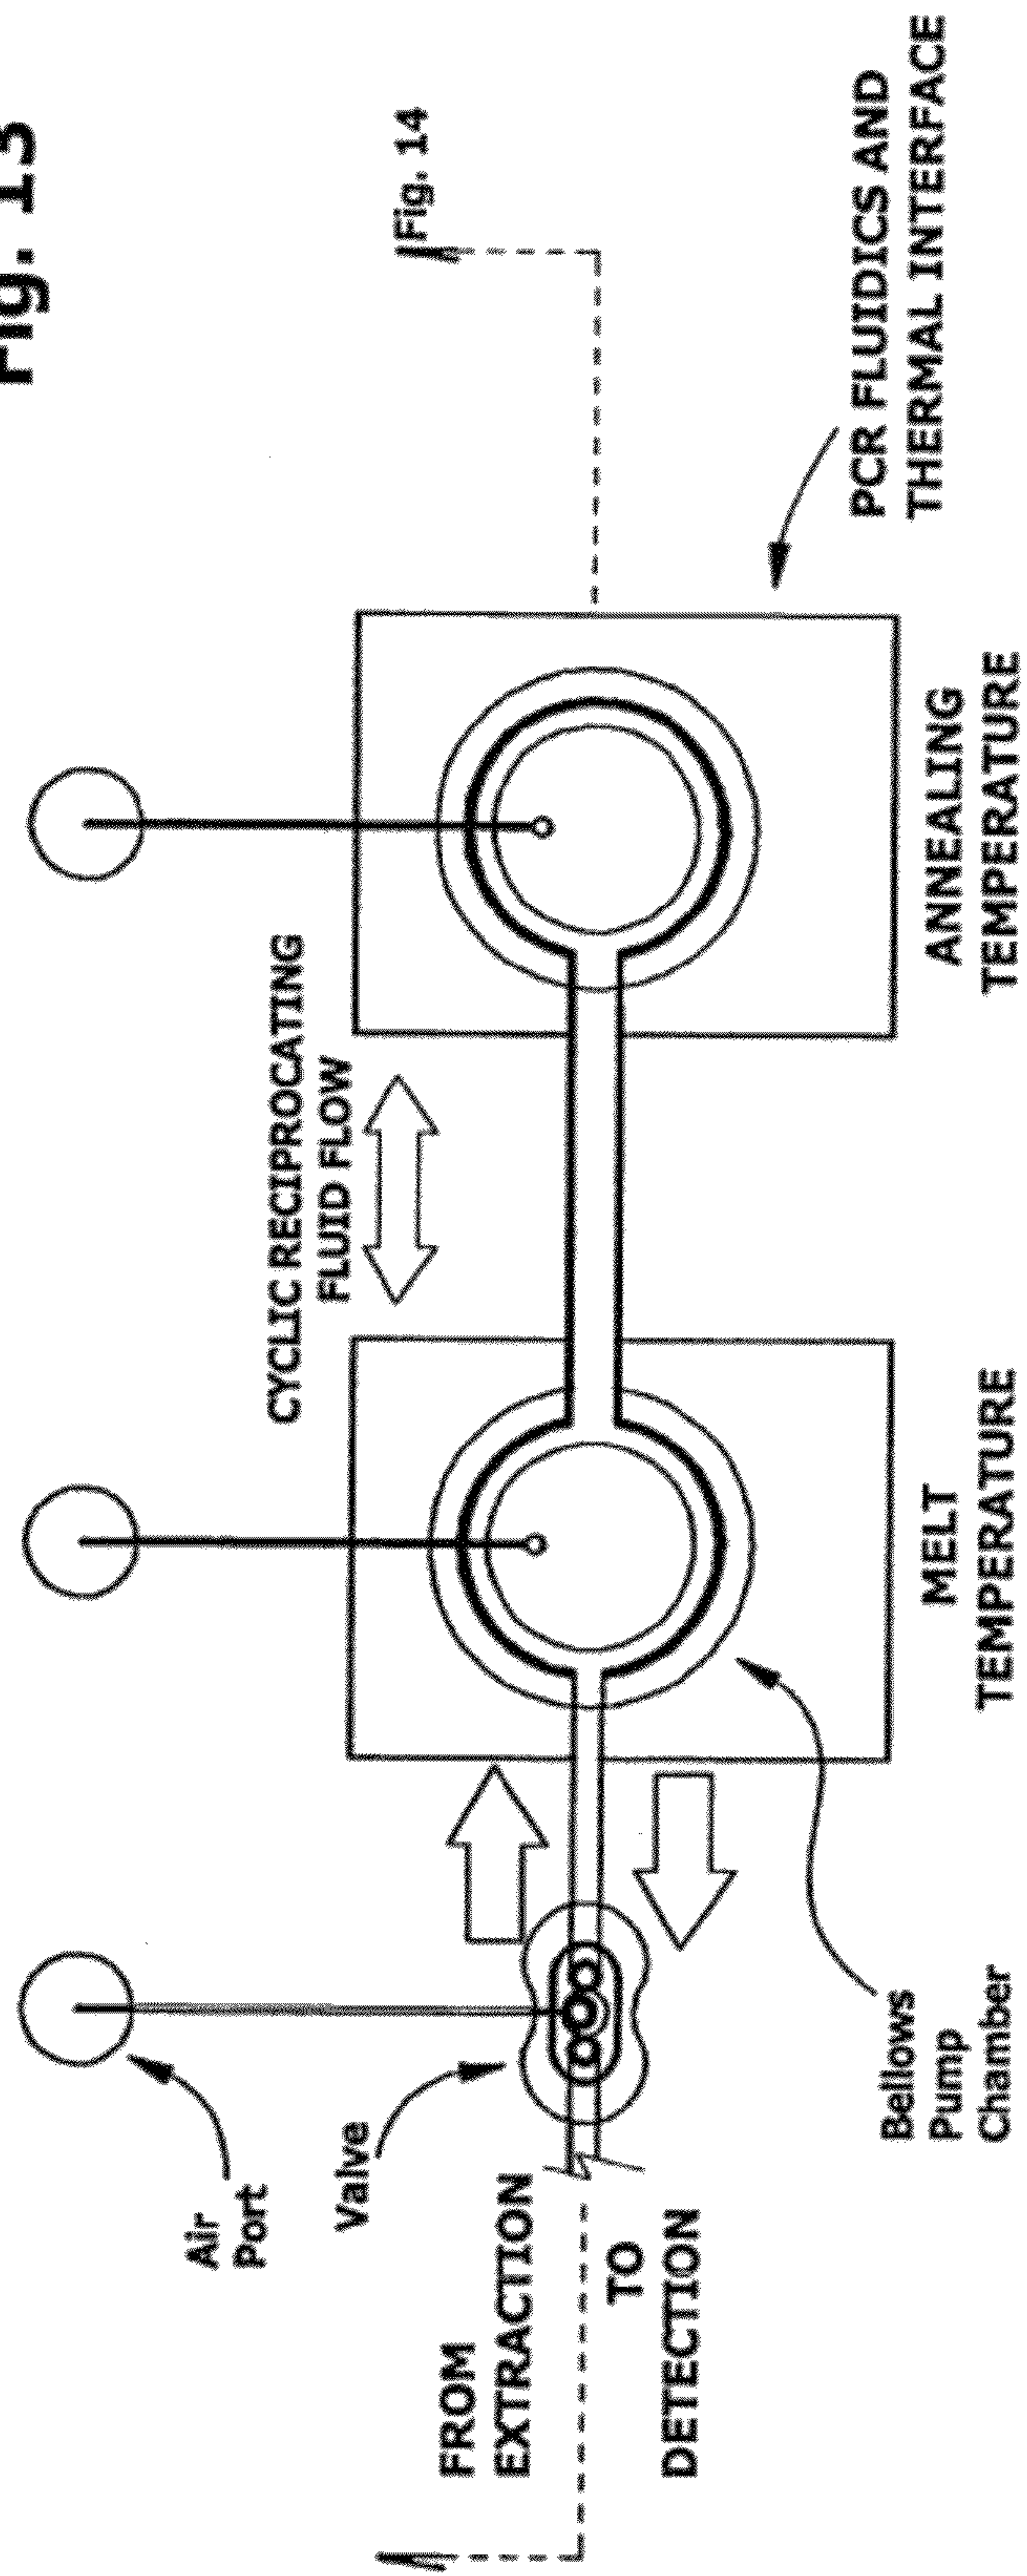 Fig. 13
Fig. 14
Air
Port
Valve
CYCLIC RECIPROCATING
FLUID FLOW
FROM
EXTRACTION
TO
DETECTION
Bellows
Pump
Chamber
MELT
TEMPERATURE
ANNEALING
TEMPERATURE
PCR FLUIDICS AND
THERMAL INTERFACE